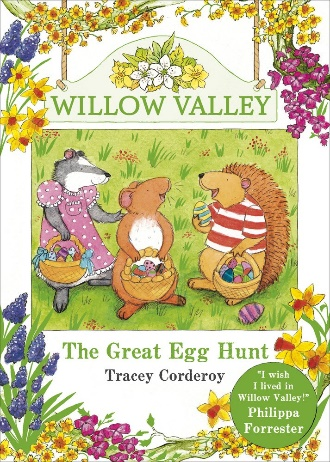 WILLOW VALLEY
The Great Egg Hunt
Tracey Corderoy
"I wish
I lived in
Willow Valley!"
Philippa
Forrester